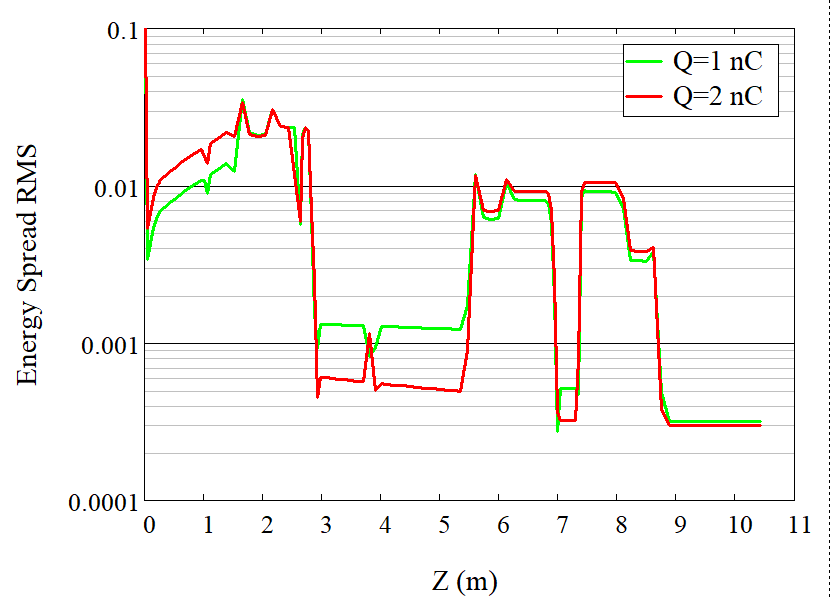 0.1
Q=1 nC
Q=2 nC
0.01
Energy Spread RMS
0.001
0.0001
0 1 2 3 4 5 6 7 8 9 10 11
Z (m)